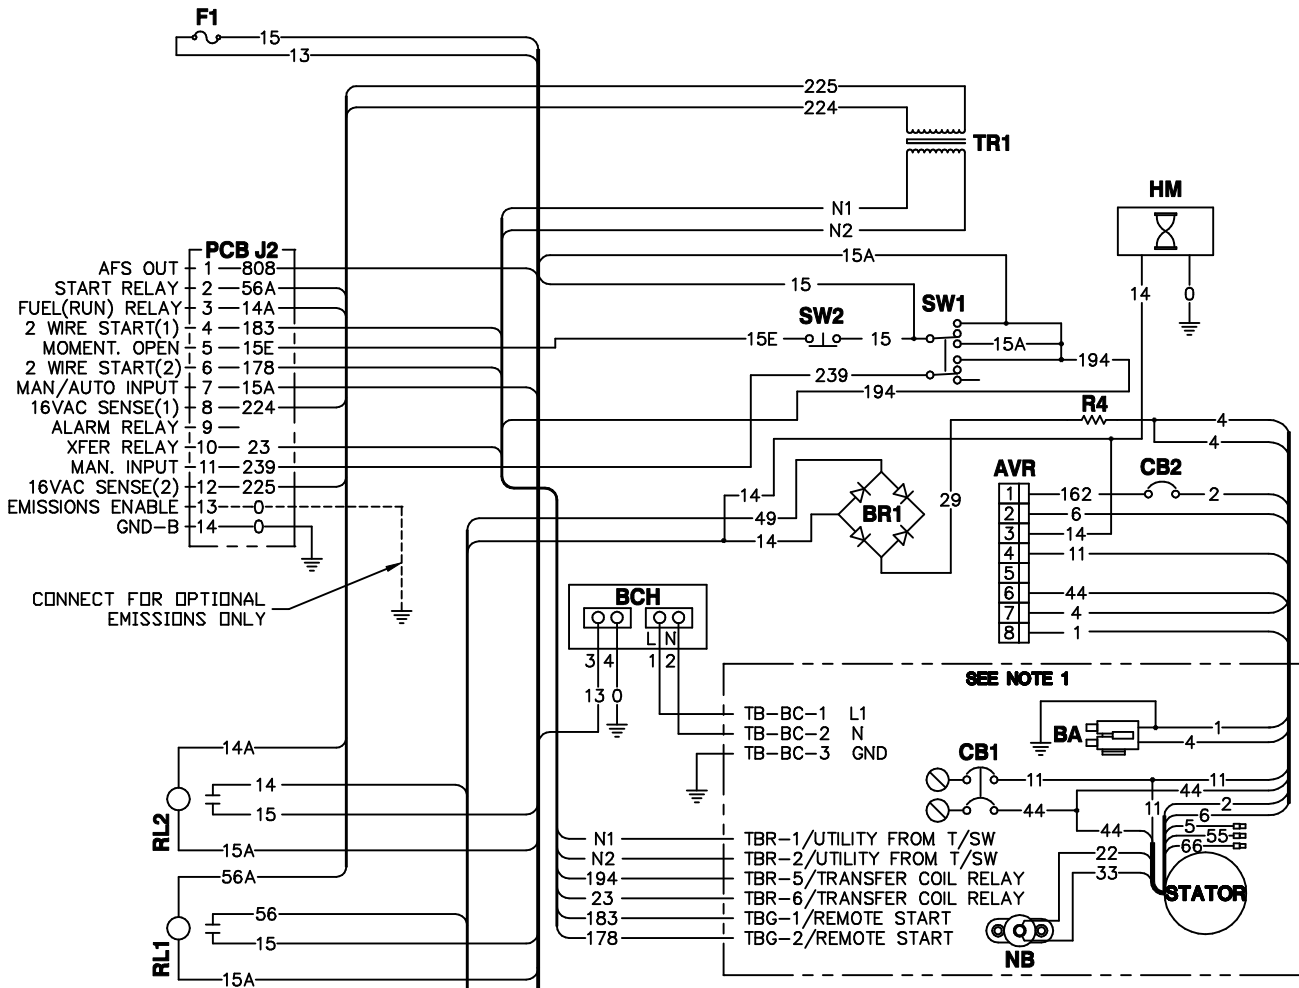 F1
15
13
225
224
TR1
N1
N2
HM
14
0
PCB J2
AFS OUT 1 808
START RELAY 2 56A
FUEL(RUN) RELAY 3 14A
2 WIRE START(1) 4 183
MOMENT. OPEN 5 15E
2 WIRE START(2) 6 178
MAN/AUTO INPUT 7 15A
16VAC SENSE(1) 8 224
ALARM RELAY 9
XFER RELAY 10 23
MAN. INPUT 11 239
16VAC SENSE(2) 12 225
EMISSIONS ENABLE 13 0
GND-B 14 0
CONNECT FOR OPTIONAL
EMISSIONS ONLY
15A
15
SW1
SW2
15E
15
15A
194
239
194
R4
4
4
14
49
14
BR1
29
AVR
CB2
1 162 2
2 6
3 14
4 11
5
6 44
7 4
8 1
BCH
L N
3 4 1 2
13 0
SEE NOTE 1
TB-BC-1 L1
TB-BC-2 N
TB-BC-3 GND
BA
1
4
CB1
11
11
44
44
11
2
6
44
5
55
66
22
33
STATOR
NB
14A
14
15
15A
RL2
56A
56
15
15A
RL1
N1 TBR-1/UTILITY FROM T/SW
N2 TBR-2/UTILITY FROM T/SW
194 TBR-5/TRANSFER COIL RELAY
23 TBR-6/TRANSFER COIL RELAY
183 TBG-1/REMOTE START
178 TBG-2/REMOTE START